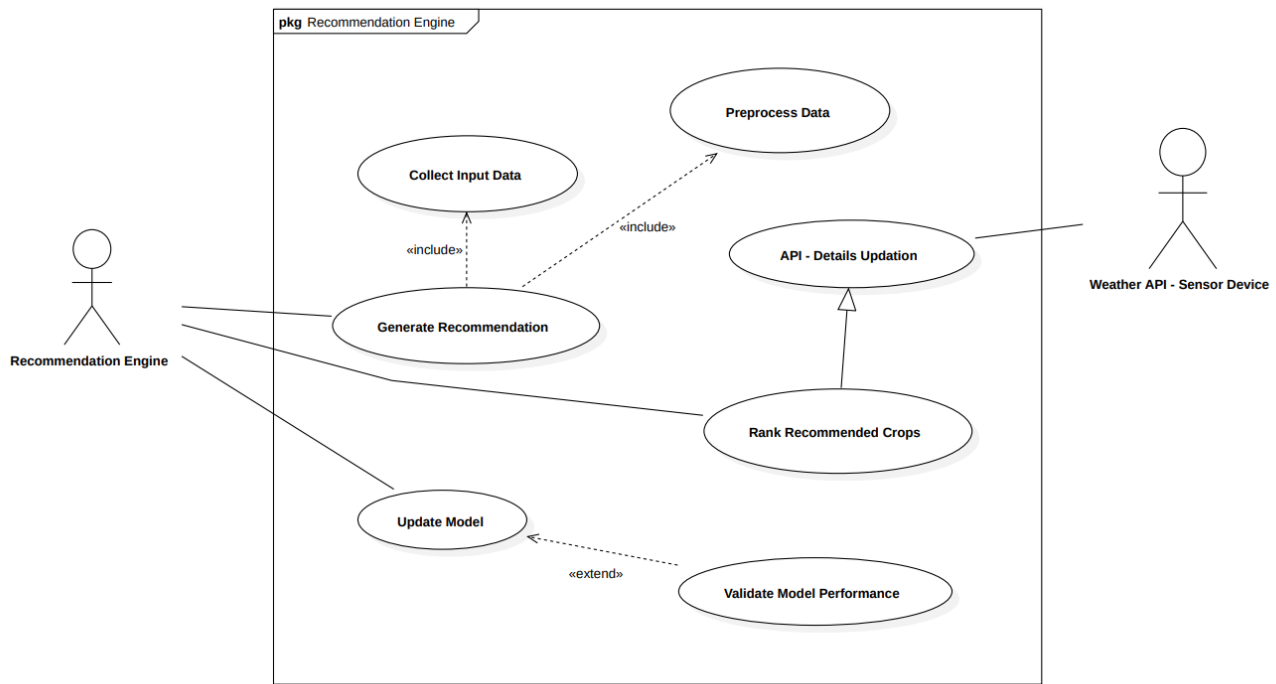 pkg Recommendation Engine
Preprocess Data
Collect Input Data
«include»
«include»
API - Details Updation
Weather API - Sensor Device
Generate Recommendation
Recommendation Engine
Rank Recommended Crops
Update Model
«extend»
Validate Model Performance